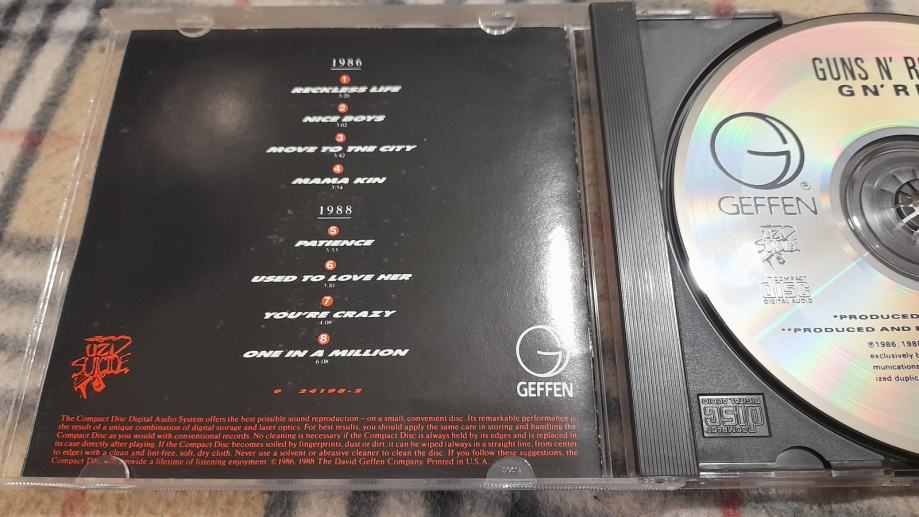 1986
1
RECKLESS LIFE
3:20
2
NICE BOYS
3:02
3
MOVE TO THE CITY
3:42
4
MAMA KIN
3:54
1988
5
PATIENCE
5:53
6
USED TO LOVE HER
3:10
7
YOU'RE CRAZY
4:08
8
ONE IN A MILLION
6:08
UZI
SUICIDE
GEFFEN
24198-2
The Compact Disc Digital Audio System offers the best possible sound reproduction—on a small, convenient disc. Its remarkable performance is
the result of a unique combination of digital storage and laser optics. For best results, you should apply the same care in storing and handling the
Compact Disc as you would with conventional records. No cleaning is necessary if the Compact Disc is always held by its edges and is replaced in
its case directly after playing. If the Compact Disc becomes soiled by fingerprints, dust or dirt, it can be wiped (always in a straight line, from center
to edge) with a clean and lint-free, soft, dry cloth. Never use a solvent or abrasive cleaner to clean the disc. If you follow these suggestions, the
Compact Disc will provide a lifetime of listening enjoyment. ©1986, 1988 The David Geffen Company. Printed in U.S.A.
GUNS N' R
GN'R
®
GEFFEN
UZI
SUICIDE
COMPACT
disc
DIGITAL AUDIO
*PRODUCED
**PRODUCED AND
℗1986, 198
exclusively
munications
ized duplic
COMPACT
disc
DIGITAL AUDIO